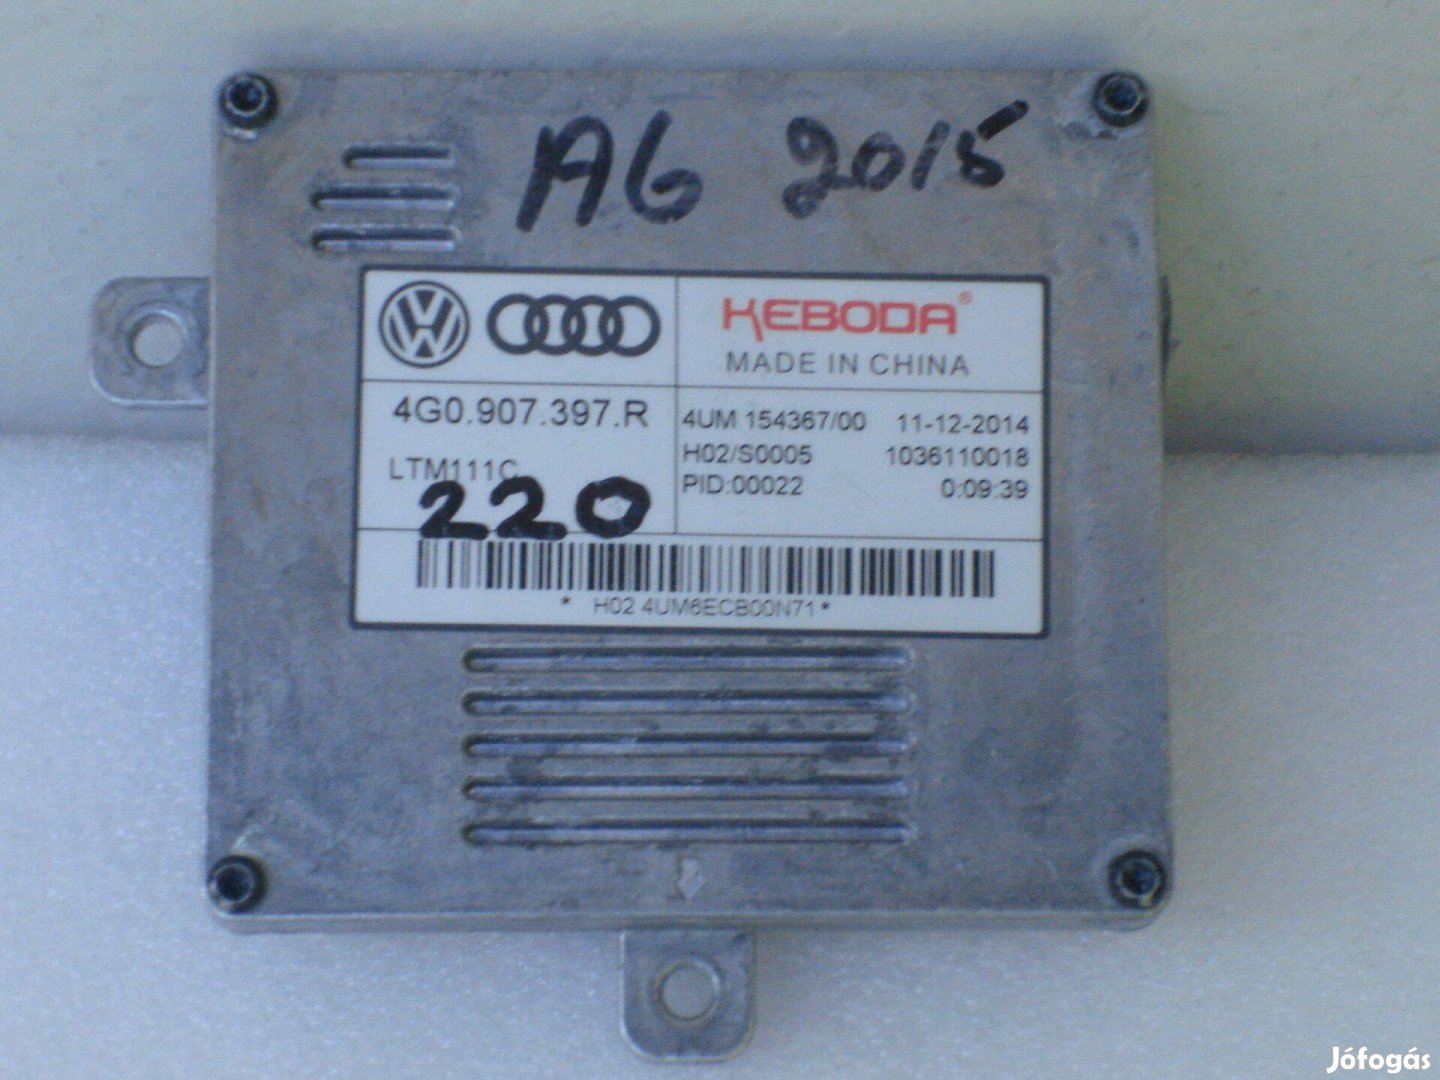 A6 2015
KEBODA®
MADE IN CHINA
4G0.907.397.R
LTM111C
220
4UM 154367/00 11-12-2014
H02/S0005 1036110018
PID:00022 0:09:39
* H02 4UM6ECB00N71 *
Jófogás